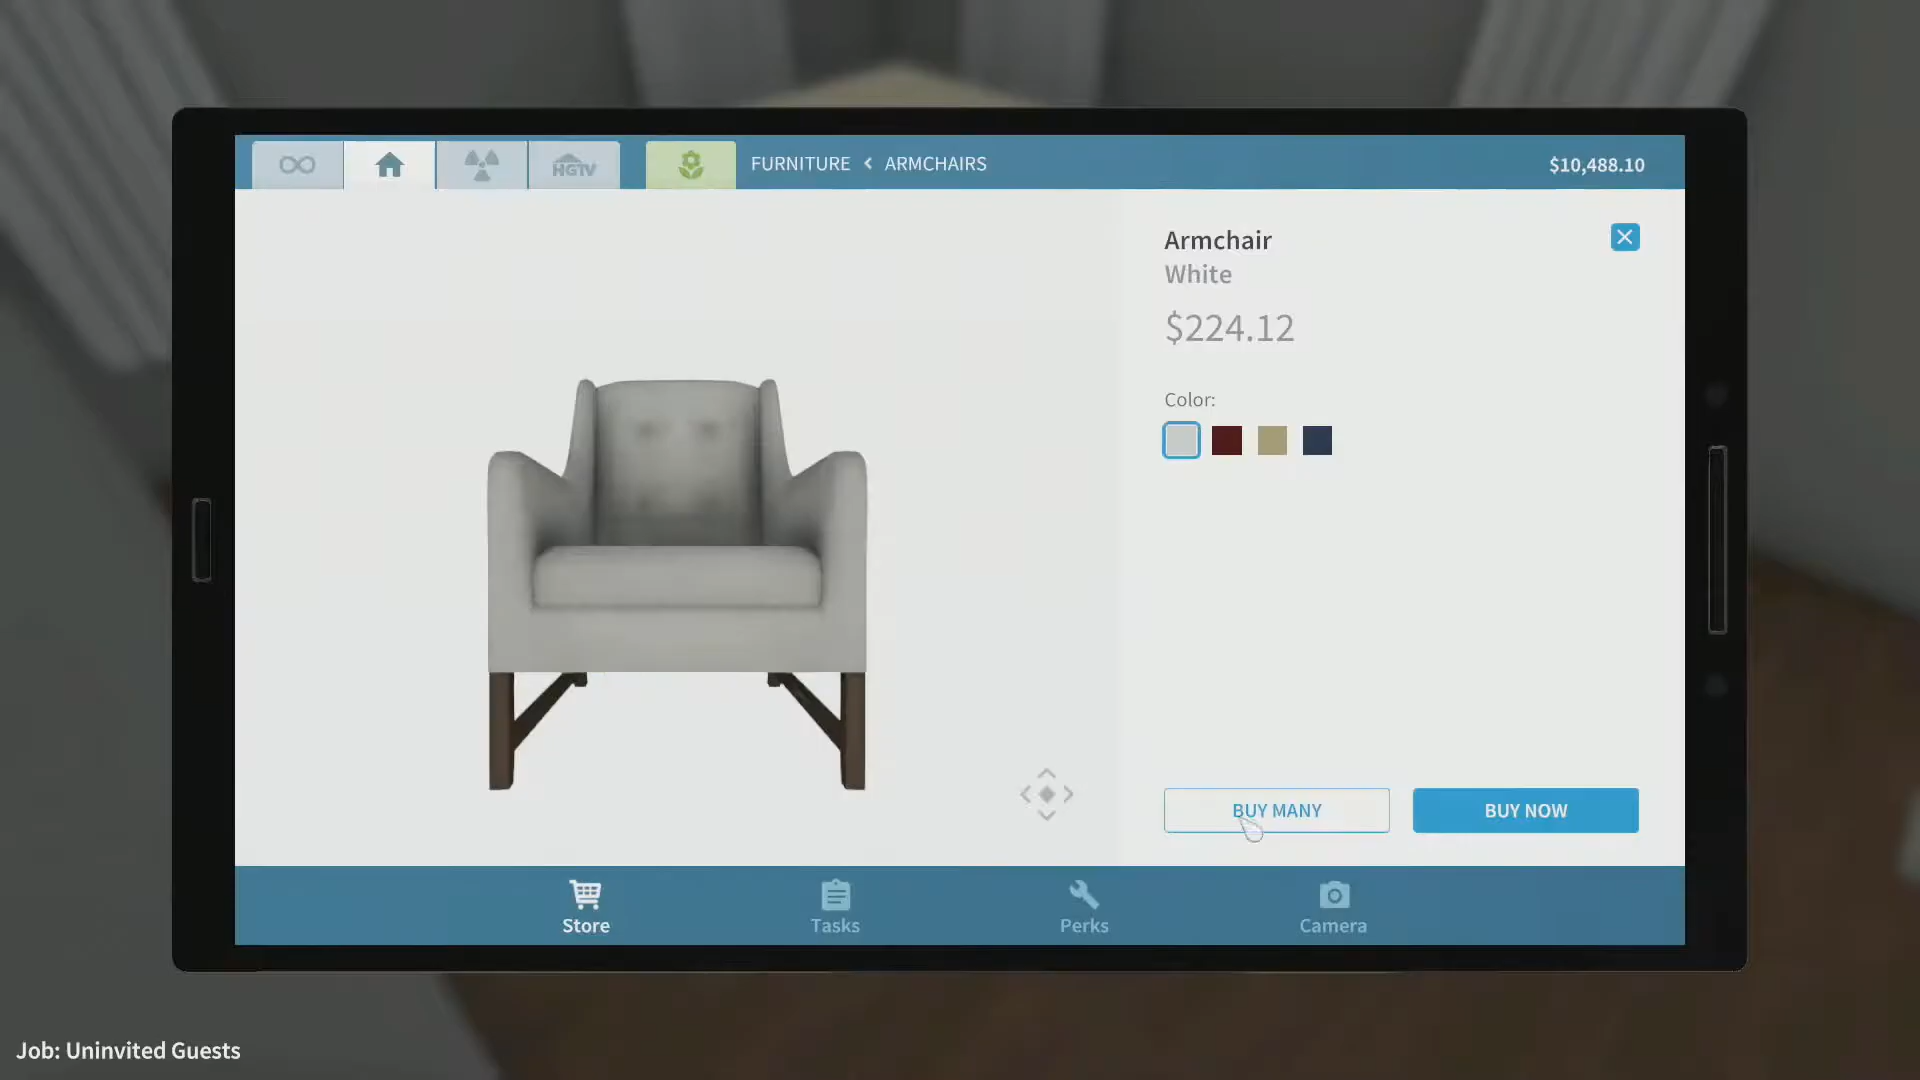 HGTV
FURNITURE < ARMCHAIRS
$10,488.10
Armchair
White
$224.12
Color:
BUY MANY
BUY NOW
Store
Tasks
Perks
Camera
Job: Uninvited Guests